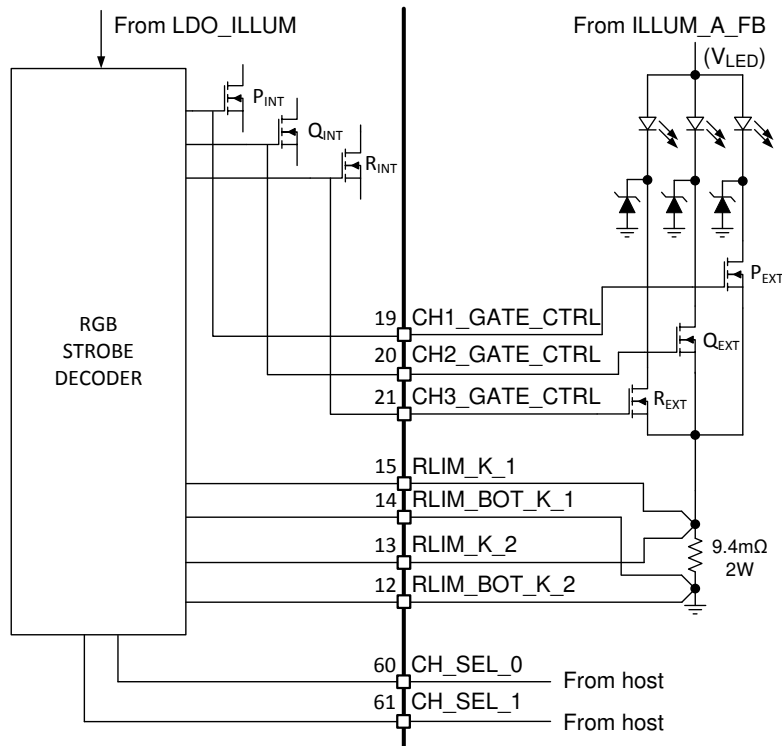 From LDO_ILLUM
From ILLUM_A_FB
(VLED)
PINT
QINT
RINT
PEXT
19 CH1_GATE_CTRL
RGB
STROBE
DECODER
QEXT
20 CH2_GATE_CTRL
REXT
21 CH3_GATE_CTRL
15 RLIM_K_1
14 RLIM_BOT_K_1
13 RLIM_K_2
9.4mΩ
2W
12 RLIM_BOT_K_2
60 CH_SEL_0
From host
61 CH_SEL_1
From host